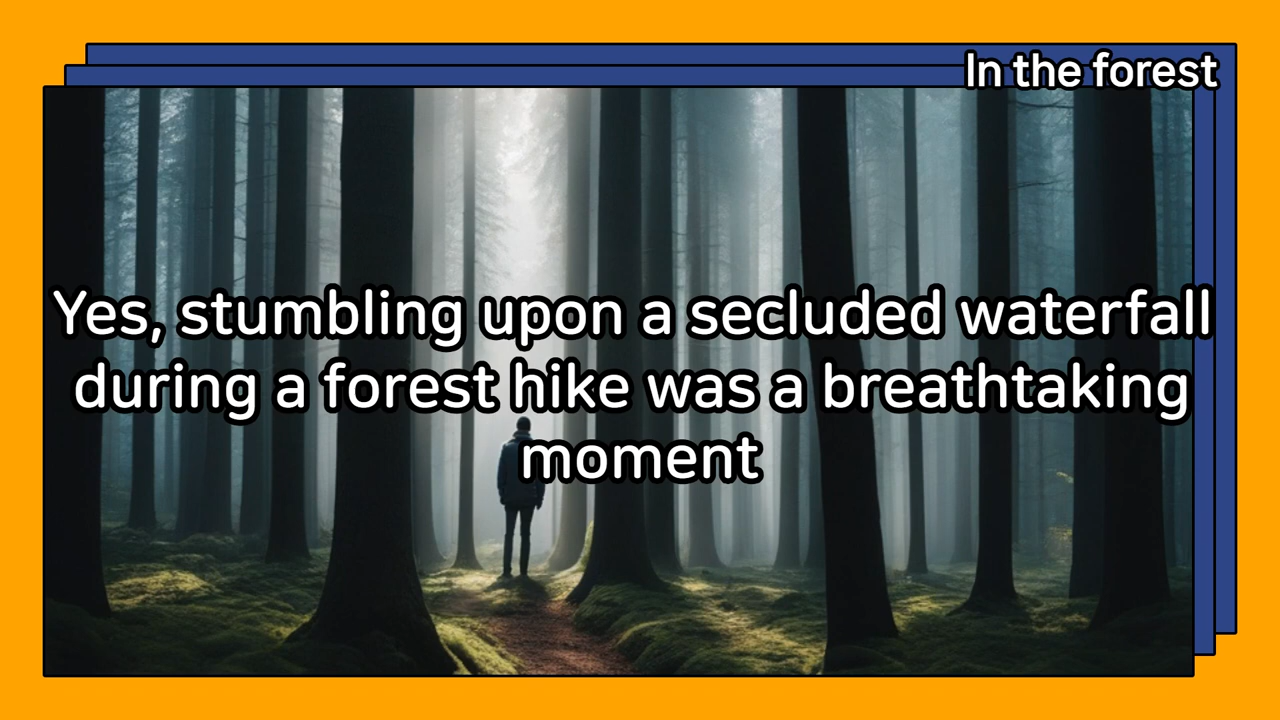 In the forest
Yes, stumbling upon a secluded waterfall
during a forest hike was a breathtaking
moment